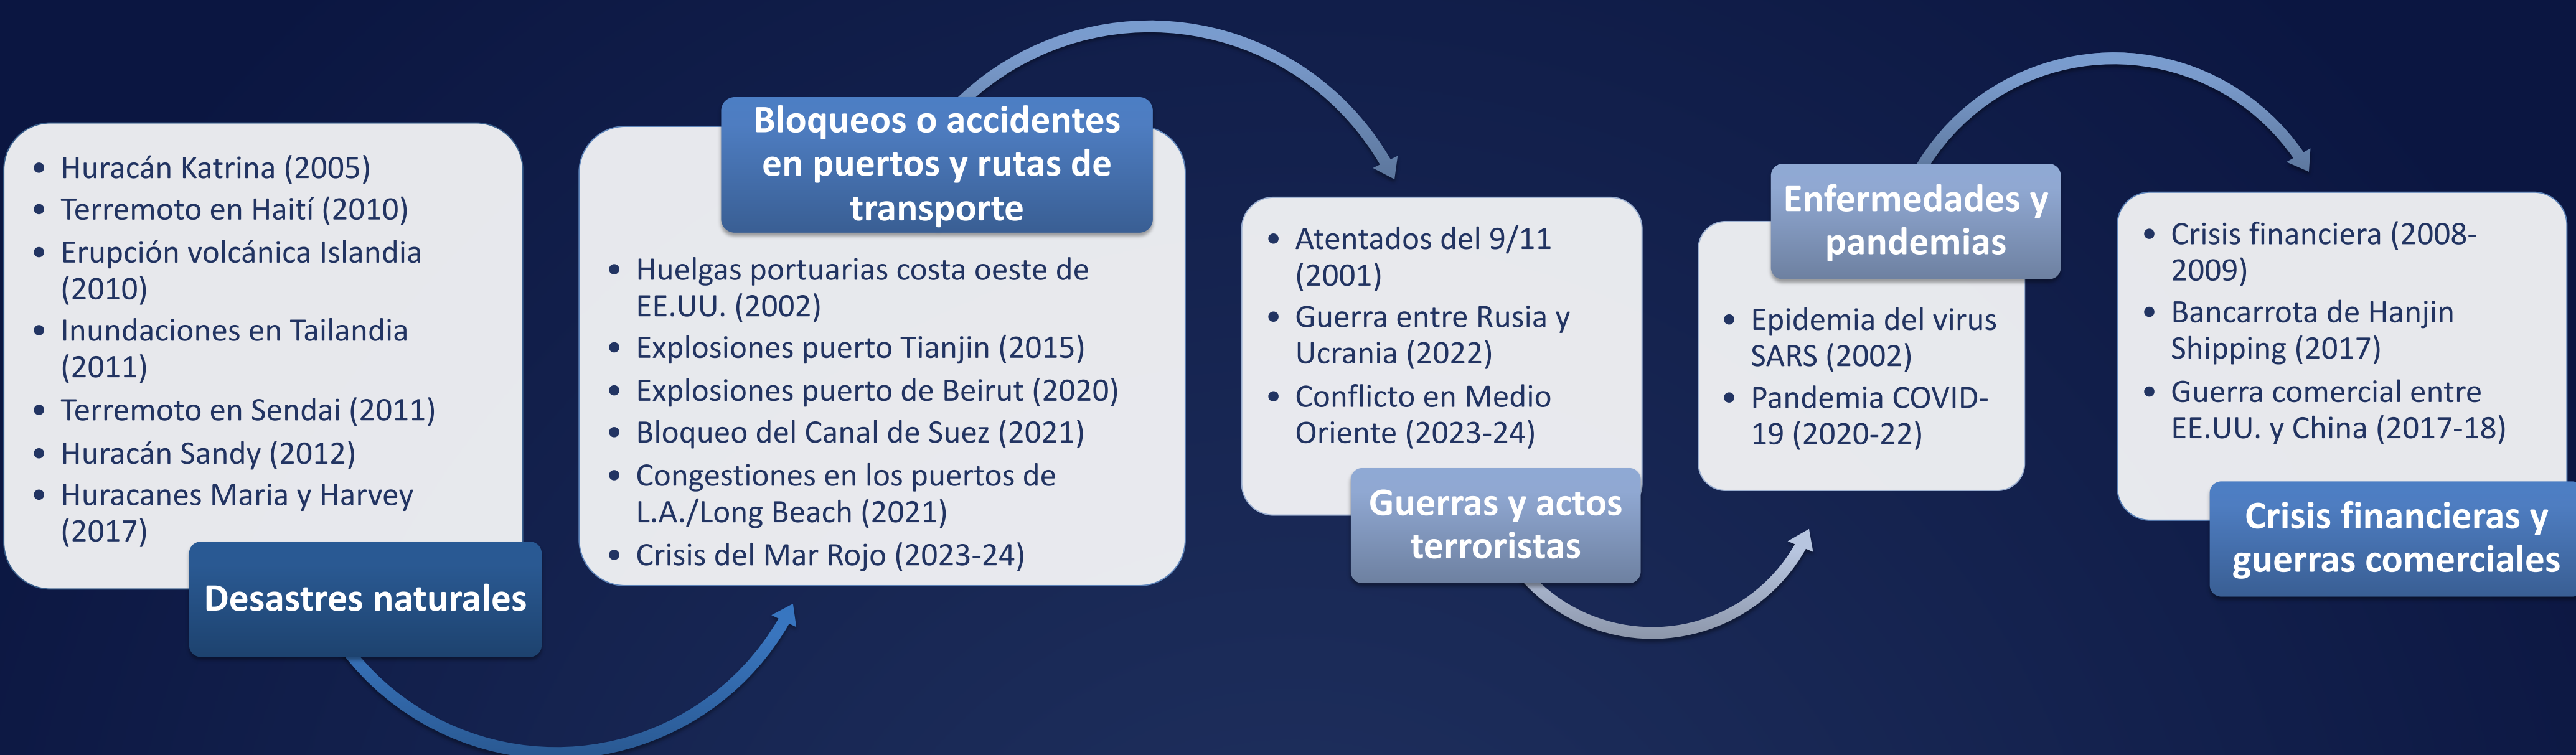 • Huracán Katrina (2005)
• Terremoto en Haití (2010)
• Erupción volcánica Islandia
(2010)
• Inundaciones en Tailandia
(2011)
• Terremoto en Sendai (2011)
• Huracán Sandy (2012)
• Huracanes Maria y Harvey
(2017)
Desastres naturales
Bloqueos o accidentes
en puertos y rutas de
transporte
• Huelgas portuarias costa oeste de
EE.UU. (2002)
• Explosiones puerto Tianjin (2015)
• Explosiones puerto de Beirut (2020)
• Bloqueo del Canal de Suez (2021)
• Congestiones en los puertos de
L.A./Long Beach (2021)
• Crisis del Mar Rojo (2023-24)
• Atentados del 9/11
(2001)
• Guerra entre Rusia y
Ucrania (2022)
• Conflicto en Medio
Oriente (2023-24)
Guerras y actos
terroristas
Enfermedades y
pandemias
• Epidemia del virus
SARS (2002)
• Pandemia COVID-
19 (2020-22)
• Crisis financiera (2008-
2009)
• Bancarrota de Hanjin
Shipping (2017)
• Guerra comercial entre
EE.UU. y China (2017-18)
Crisis financieras y
guerras comerciales